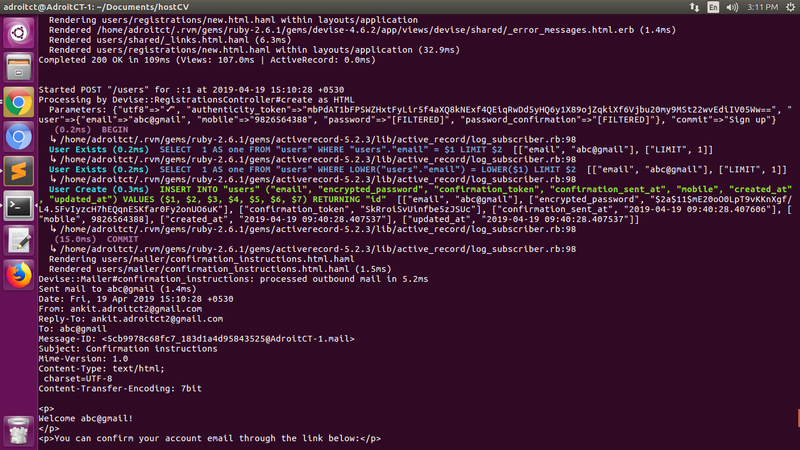 adroitct@AdroitCT-1: ~/Documents/hostCV
En
3:11 PM
Rendering users/registrations/new.html.haml within layouts/application
Rendered /home/adroitct/.rvm/gems/ruby-2.6.1/gems/devise-4.6.2/app/views/devise/shared/_error_messages.html.erb (1.4ms)
Rendered users/shared/_links.html.haml (6.3ms)
Rendered users/registrations/new.html.haml within layouts/application (32.9ms)
Completed 200 OK in 109ms (Views: 107.0ms | ActiveRecord: 0.0ms)
Started POST "/users" for ::1 at 2019-04-19 15:10:28 +0530
Processing by Devise::RegistrationsController#create as HTML
Parameters: {"utf8"=>"✓", "authenticity_token"=>"mbPdAT1bFPSWZHxtFyLirSf4aXQ8kNExf4QEiqRwDd5yHQ6y1X89ojZqkiXf6Vjbu20my9MSt22wvEdiIV05Ww==", "
user"=>{"email"=>"abc@gmail", "mobile"=>"9826564388", "password"=>"[FILTERED]", "password_confirmation"=>"[FILTERED]"}, "commit"=>"Sign up"}
(0.2ms) BEGIN
↳ /home/adroitct/.rvm/gems/ruby-2.6.1/gems/activerecord-5.2.3/lib/active_record/log_subscriber.rb:98
User Exists (0.2ms) SELECT 1 AS one FROM "users" WHERE "users"."email" = $1 LIMIT $2 [["email", "abc@gmail"], ["LIMIT", 1]]
↳ /home/adroitct/.rvm/gems/ruby-2.6.1/gems/activerecord-5.2.3/lib/active_record/log_subscriber.rb:98
User Exists (0.2ms) SELECT 1 AS one FROM "users" WHERE LOWER("users"."email") = LOWER($1) LIMIT $2 [["email", "abc@gmail"], ["LIMIT", 1]]
↳ /home/adroitct/.rvm/gems/ruby-2.6.1/gems/activerecord-5.2.3/lib/active_record/log_subscriber.rb:98
User Create (0.3ms) INSERT INTO "users" ("email", "encrypted_password", "confirmation_token", "confirmation_sent_at", "mobile", "created_at"
, "updated_at") VALUES ($1, $2, $3, $4, $5, $6, $7) RETURNING "id" [["email", "abc@gmail"], ["encrypted_password", "$2a$11$mE20oO0LpT9vKKnXgf/
L4.SFvIyzcH7hEQqnESKfar0Fy2onUO6uK"], ["confirmation_token", "SkRroiSvUinfbe5zJSUc"], ["confirmation_sent_at", "2019-04-19 09:40:28.407606"], [
"mobile", 9826564388], ["created_at", "2019-04-19 09:40:28.407537"], ["updated_at", "2019-04-19 09:40:28.407537"]]
↳ /home/adroitct/.rvm/gems/ruby-2.6.1/gems/activerecord-5.2.3/lib/active_record/log_subscriber.rb:98
(15.0ms) COMMIT
↳ /home/adroitct/.rvm/gems/ruby-2.6.1/gems/activerecord-5.2.3/lib/active_record/log_subscriber.rb:98
Rendering users/mailer/confirmation_instructions.html.haml
Rendered users/mailer/confirmation_instructions.html.haml (1.5ms)
Devise::Mailer#confirmation_instructions: processed outbound mail in 5.2ms
Sent mail to abc@gmail (1.4ms)
Date: Fri, 19 Apr 2019 15:10:28 +0530
From: ankit.adroitct2@gmail.com
Reply-To: ankit.adroitct2@gmail.com
To: abc@gmail
Message-ID: <5cb9978c68fc7_183d1a4d95843525@AdroitCT-1.mail>
Subject: Confirmation instructions
Mime-Version: 1.0
Content-Type: text/html;
charset=UTF-8
Content-Transfer-Encoding: 7bit
<p>
Welcome abc@gmail!
</p>
<p>You can confirm your account email through the link below:</p>